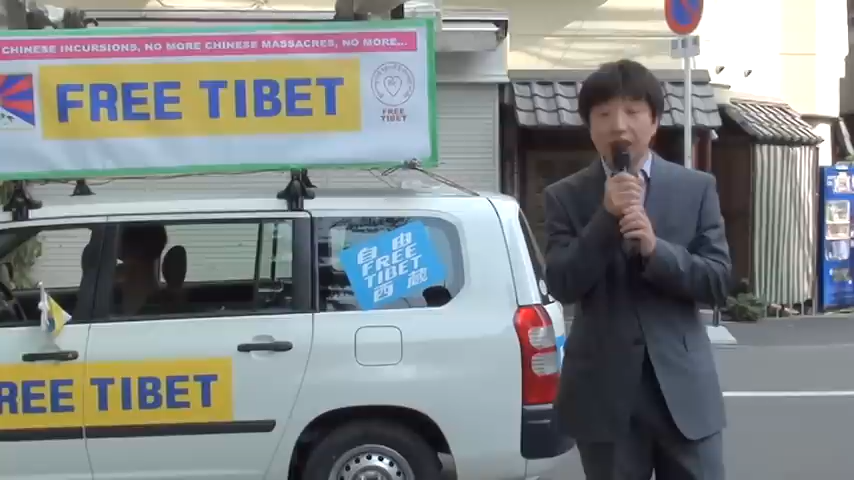 CHINESE INCURSIONS, NO MORE CHINESE MASSACRES, NO MORE...
FREE TIBET
FREE
TIBET
自由
FREE
TIBET
西蔵
REE TIBET